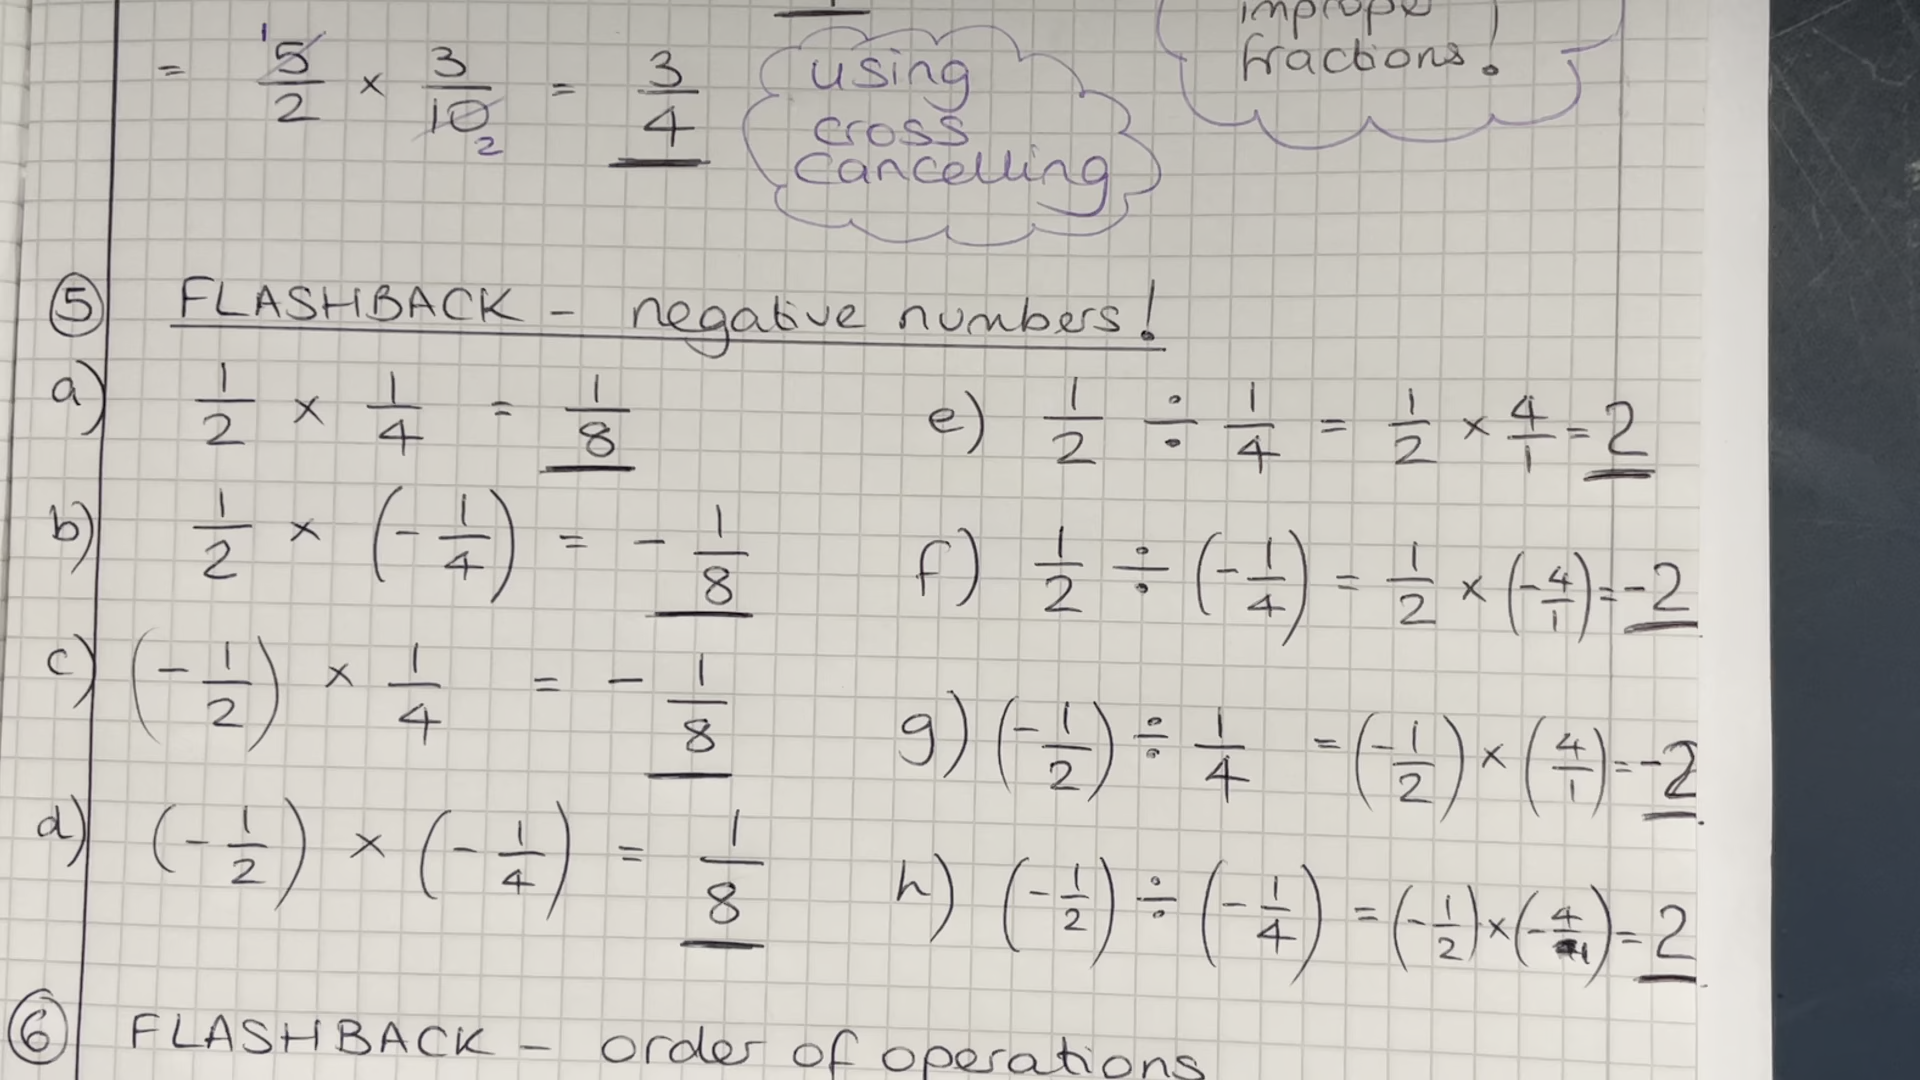 improper
fractions!
= 5/2 × 3/10 = 3/4
1
2
using
cross
cancelling
5 FLASHBACK - negative numbers!
a) 1/2 × 1/4 = 1/8
b) 1/2 × (-1/4) = -1/8
c) (-1/2) × 1/4 = -1/8
d) (-1/2) × (-1/4) = 1/8
e) 1/2 ÷ 1/4 = 1/2 × 4/1 = 2
f) 1/2 ÷ (-1/4) = 1/2 × (-4/1) = -2
g) (-1/2) ÷ 1/4 = (-1/2) × (4/1) = -2
h) (-1/2) ÷ (-1/4) = (-1/2) × (-4/1) = 2
6 FLASHBACK - order of operations